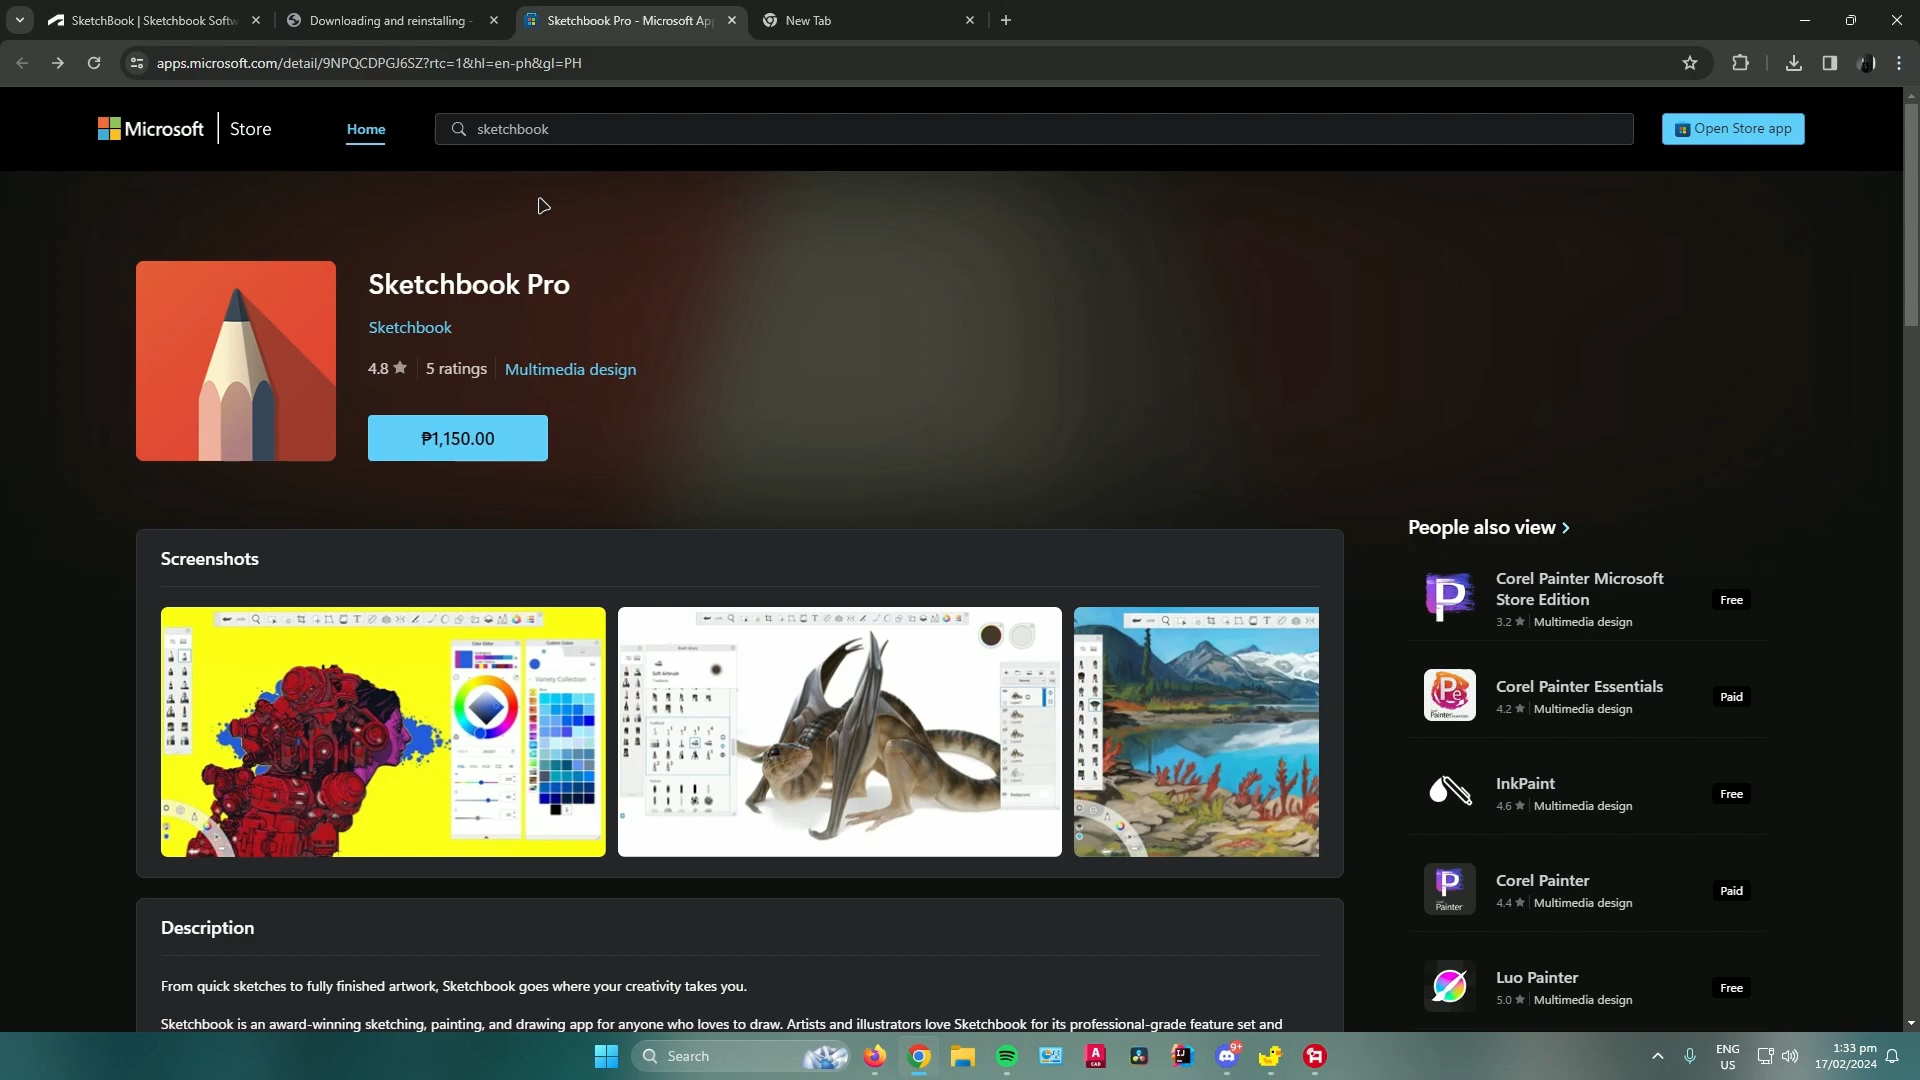 SketchBook | Sketchbook Softw
Downloading and reinstalling -
Sketchbook Pro - Microsoft Ap
New Tab
apps.microsoft.com/detail/9NPQCDPGJ6SZ?rtc=1&hl=en-ph&gl=PH
Microsoft Store
Home
sketchbook
Open Store app
Sketchbook Pro
Sketchbook
4.8 ★ 5 ratings Multimedia design
₱1,150.00
Screenshots
Description
From quick sketches to fully finished artwork, Sketchbook goes where your creativity takes you.
Sketchbook is an award-winning sketching, painting, and drawing app for anyone who loves to draw. Artists and illustrators love Sketchbook for its professional-grade feature set and
People also view
Corel Painter Microsoft
Store Edition
Free
3.2 ★ Multimedia design
Corel Painter Essentials
Paid
4.2 ★ Multimedia design
InkPaint
Free
4.6 ★ Multimedia design
Corel Painter
Paid
4.4 ★ Multimedia design
Luo Painter
Free
5.0 ★ Multimedia design
Search
9+
ENG
US
1:33 pm
17/02/2024